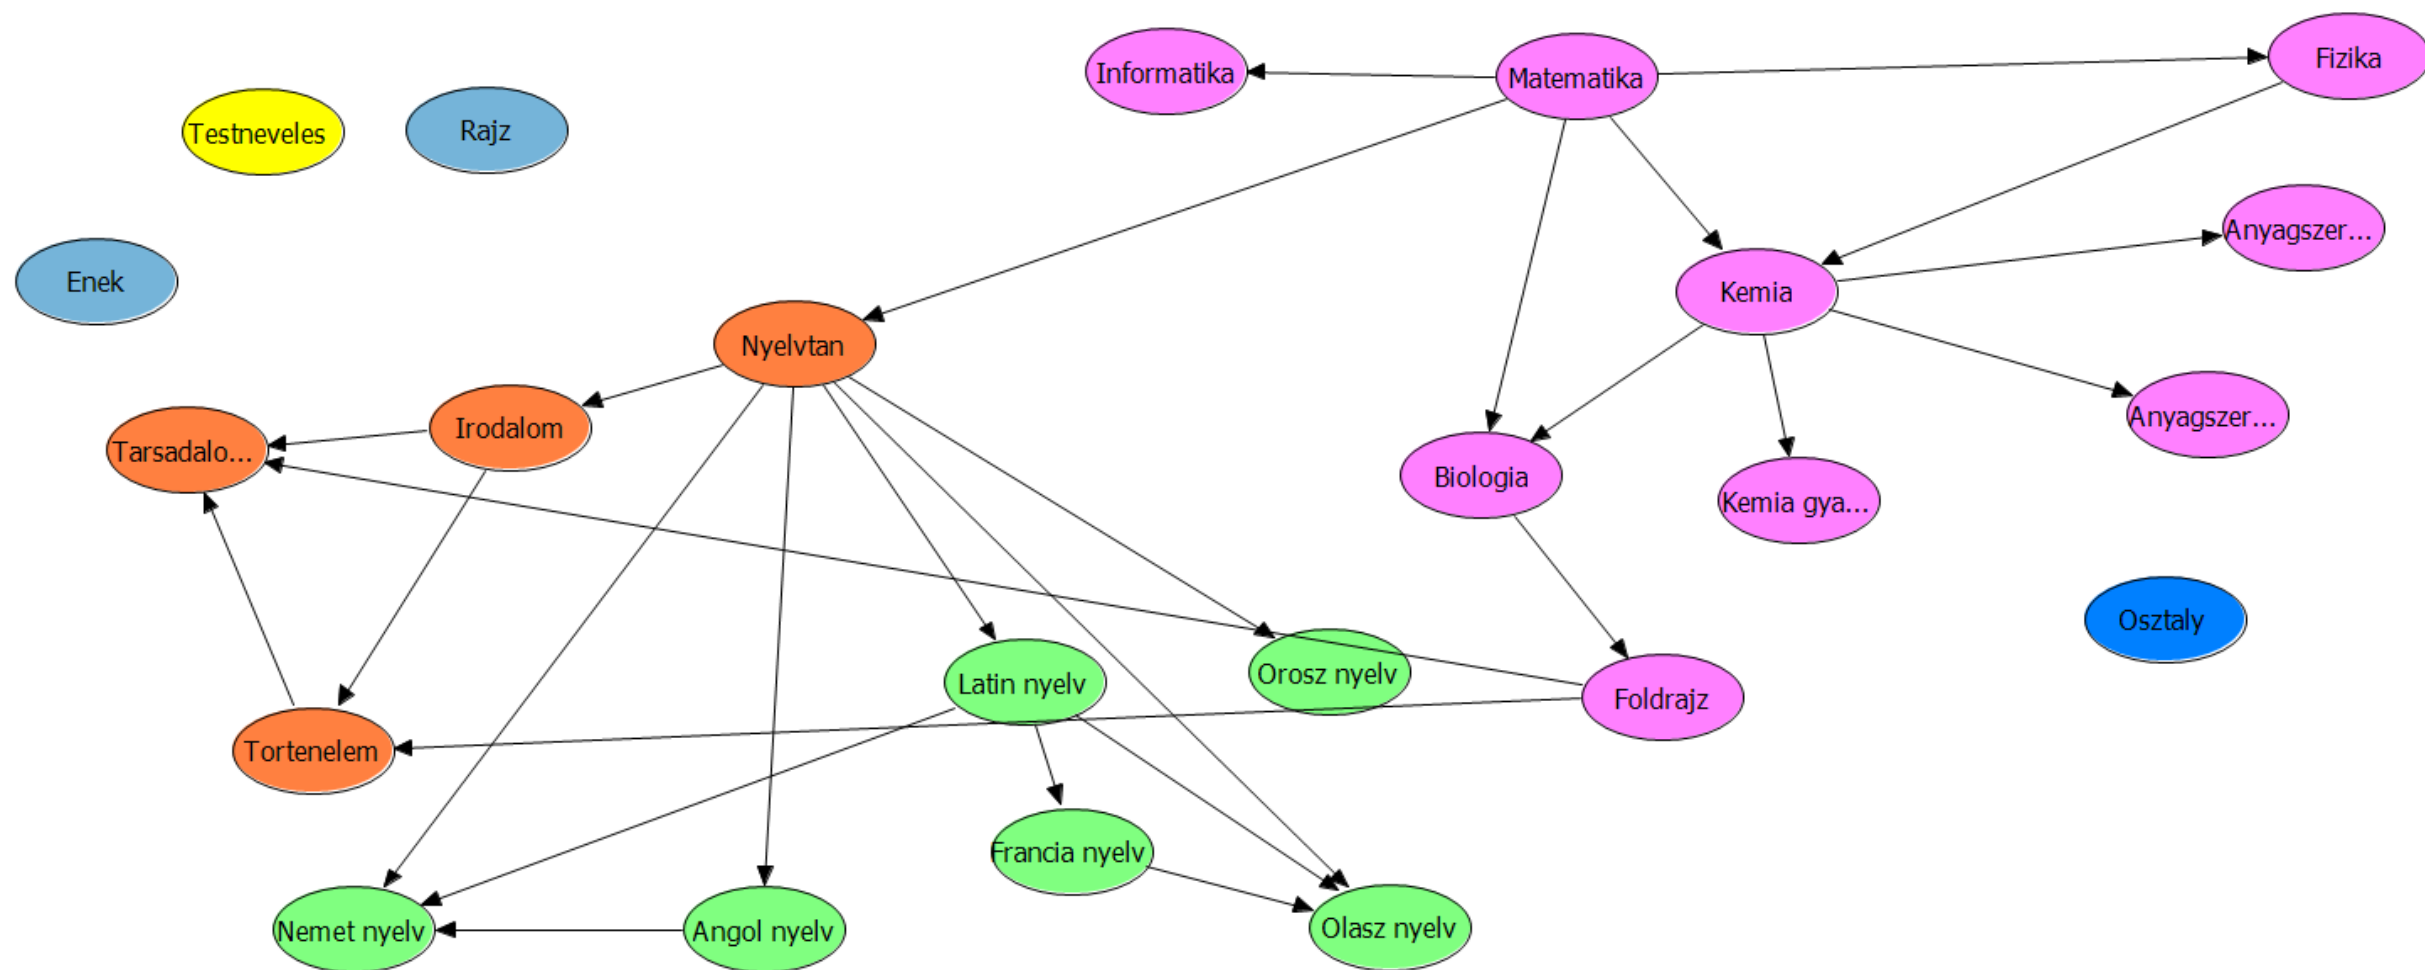 Informatika
Matematika
Fizika
Testneveles
Rajz
Anyagszer...
Enek
Kemia
Nyelvtan
Irodalom
Tarsadalo...
Anyagszer...
Biologia
Kemia gya...
Osztaly
Latin nyelv
Orosz nyelv
Foldrajz
Tortenelem
Francia nyelv
Nemet nyelv
Angol nyelv
Olasz nyelv